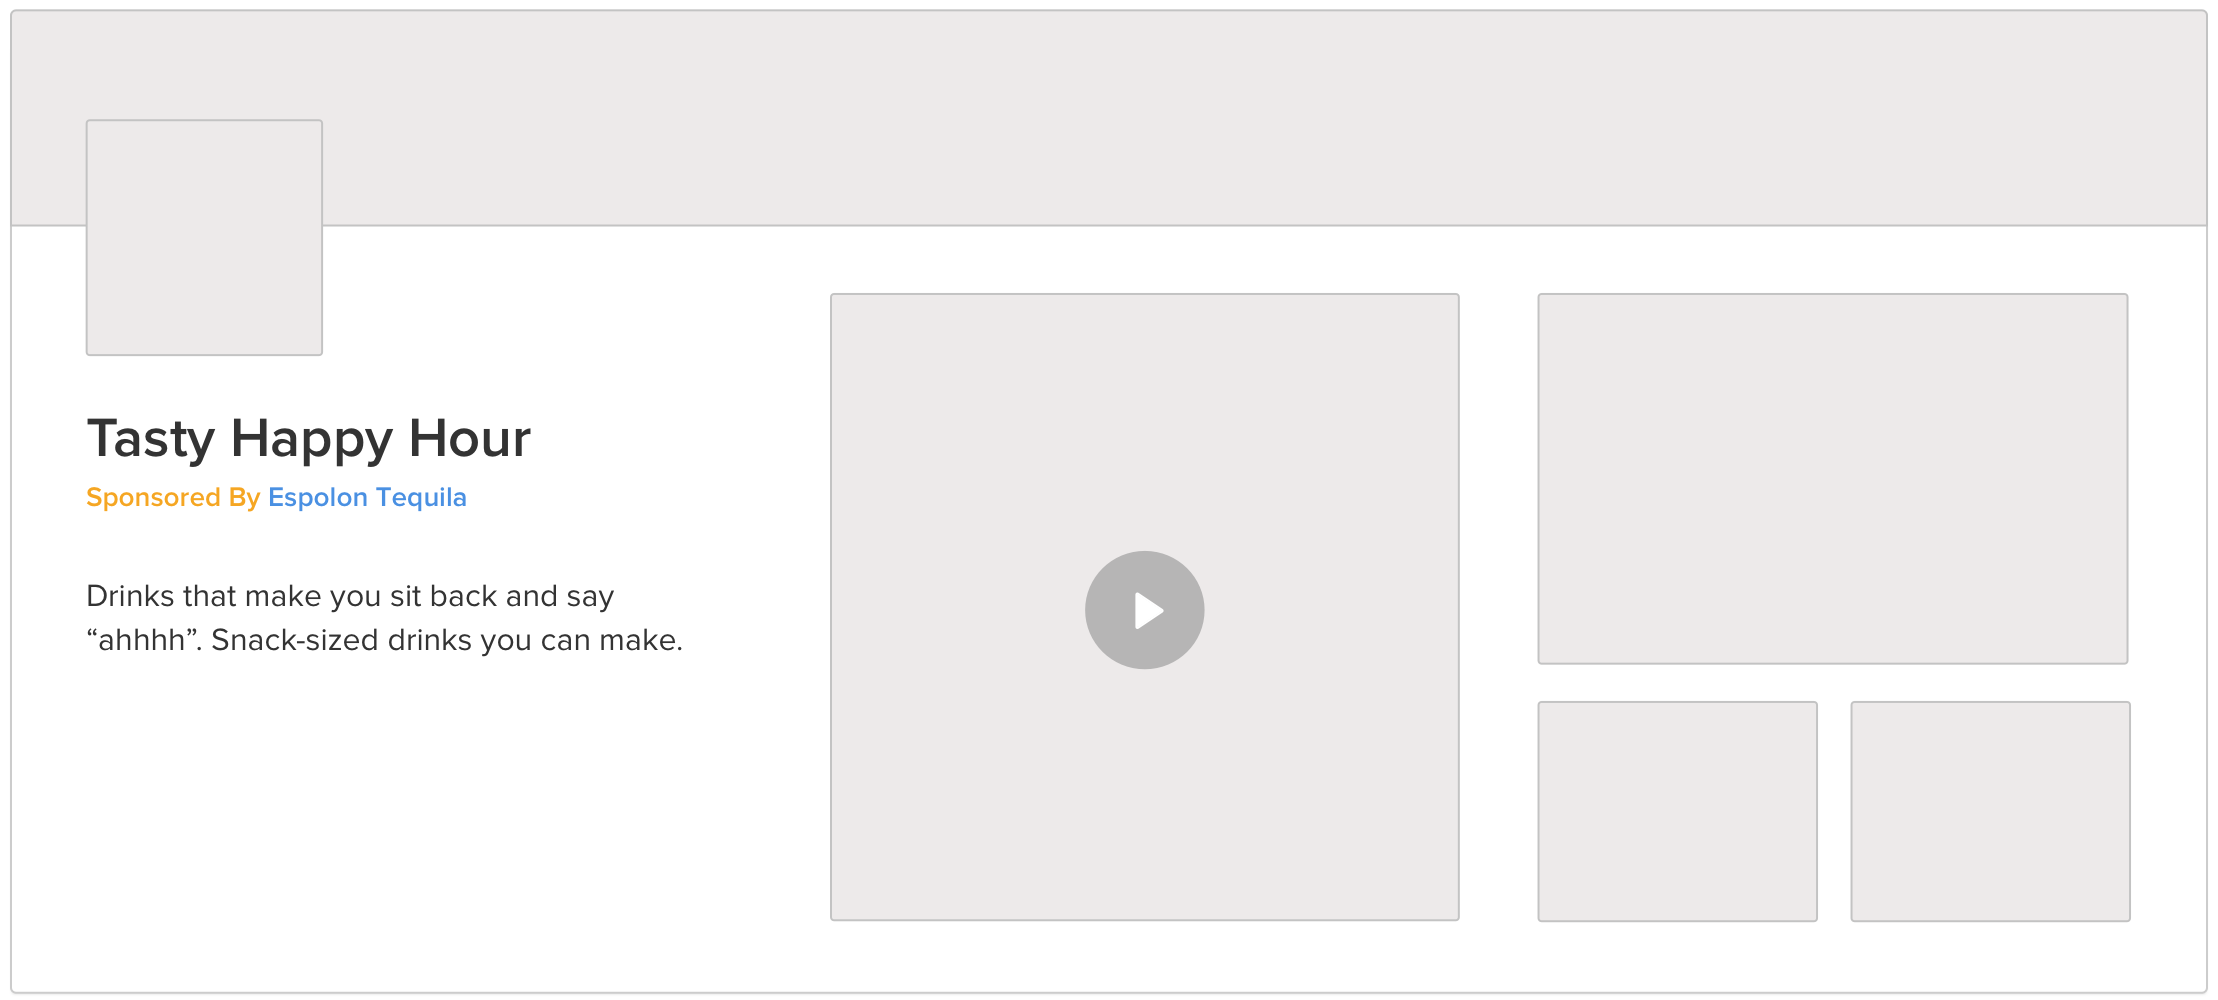 Tasty Happy Hour
Sponsored By Espolon Tequila
Drinks that make you sit back and say
“ahhhh”. Snack-sized drinks you can make.